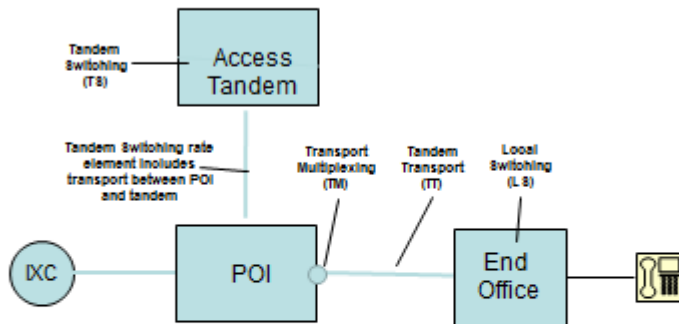 Tandem
Switching
(TS)
Access
Tandem
Tandem Switching rate
element includes
transport between POI
and tandem
Transport
Multiplexing
(TM)
Tandem
Transport
(TT)
Local
Switching
(LS)
IXC
POI
End
Office